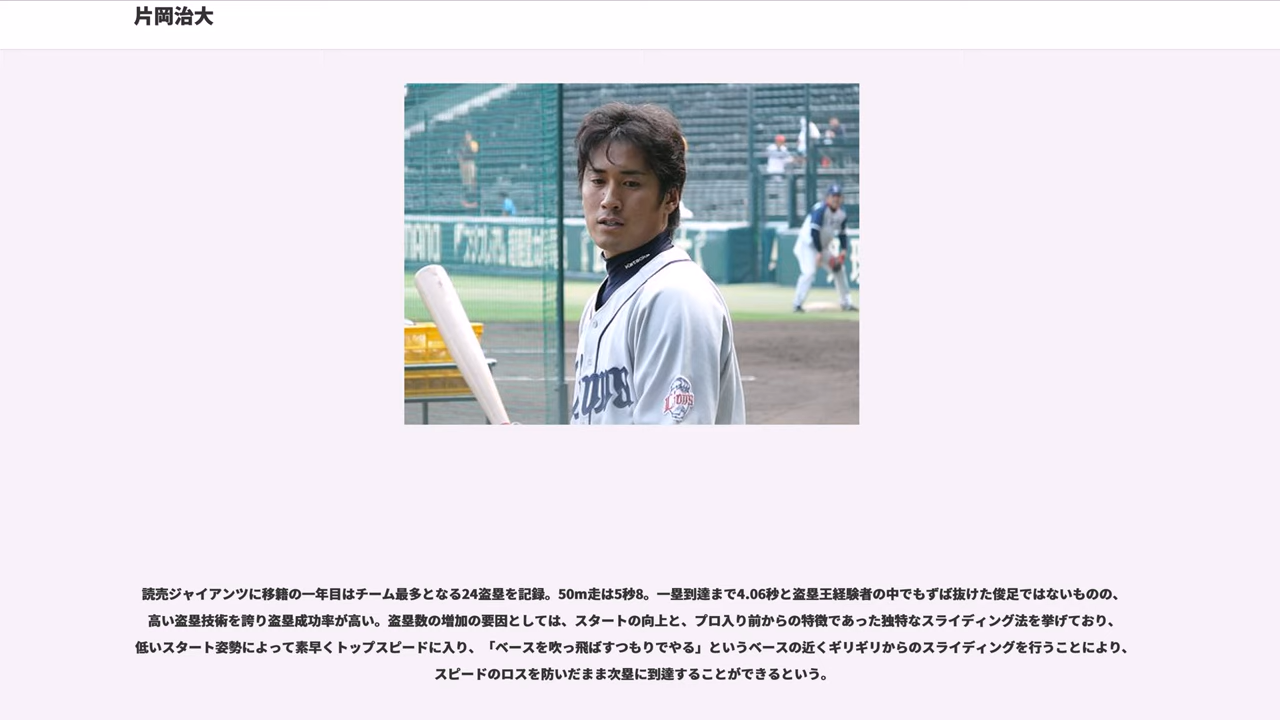 片岡治大
Kataoka
Lions
Lions
読売ジャイアンツに移籍の一年目はチーム最多となる24盗塁を記録。50m走は5秒8。一塁到達まで4.06秒と盗塁王経験者の中でもずば抜けた俊足ではないものの、
高い盗塁技術を誇り盗塁成功率が高い。盗塁数の増加の要因としては、スタートの向上と、プロ入り前からの特徴であった独特なスライディング法を挙げており、
低いスタート姿勢によって素早くトップスピードに入り、「ベースを吹っ飛ばすつもりでやる」というベースの近くギリギリからのスライディングを行うことにより、
スピードのロスを防いだまま次塁に到達することができるという。